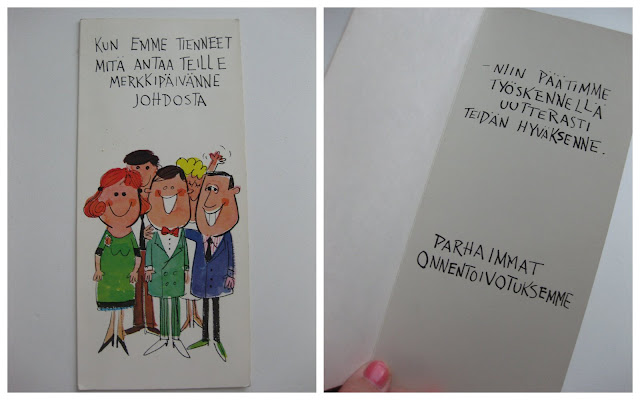 KUN EMME TIENNEET
MITÄ ANTAA TEILLE
MERKKIPÄIVÄNNE
JOHDOSTA
– NIIN PÄÄTIMME
TYÖSKENNELLÄ
UUTTERASTI
TEIDÄN HYVÄKSENNE.
PARHAIMMAT
ONNENTOIVOTUKSEMME